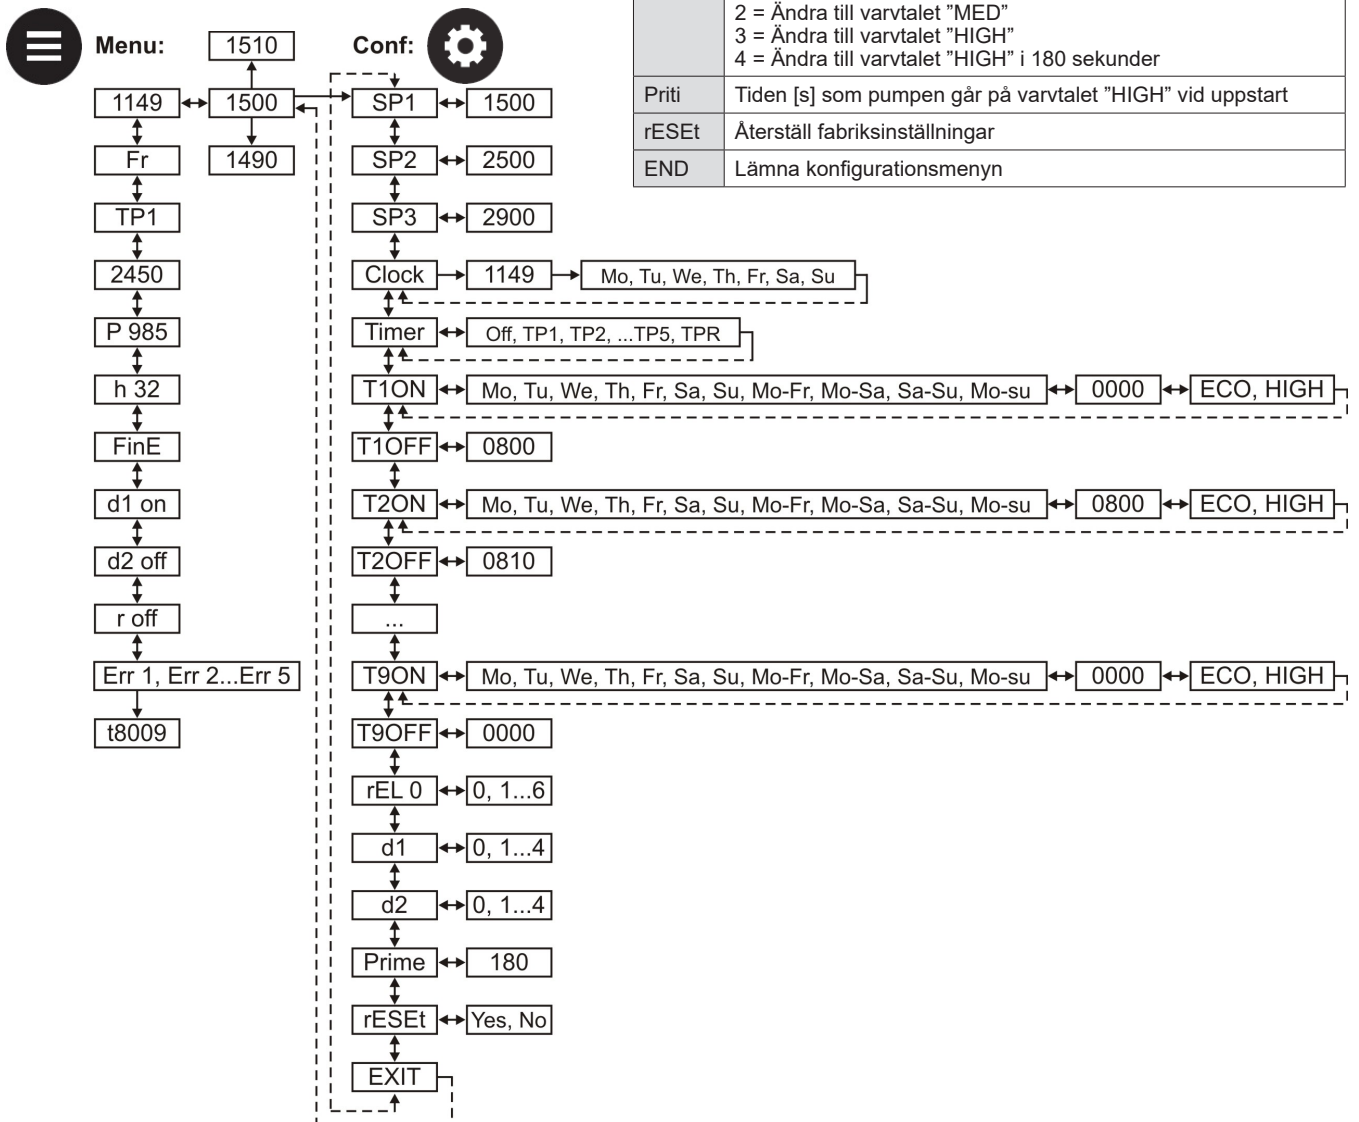 Menu:
1510
1149
1500
Fr
1490
TP1
2450
P 985
h 32
FinE
d1 on
d2 off
r off
Err 1, Err 2...Err 5
t8009
Conf:
SP1
1500
SP2
2500
SP3
2900
Clock
1149
Mo, Tu, We, Th, Fr, Sa, Su
Timer
Off, TP1, TP2, ...TP5, TPR
T1ON
Mo, Tu, We, Th, Fr, Sa, Su, Mo-Fr, Mo-Sa, Sa-Su, Mo-su
0000
ECO, HIGH
T1OFF
0800
T2ON
Mo, Tu, We, Th, Fr, Sa, Su, Mo-Fr, Mo-Sa, Sa-Su, Mo-su
0800
ECO, HIGH
T2OFF
0810
...
T9ON
Mo, Tu, We, Th, Fr, Sa, Su, Mo-Fr, Mo-Sa, Sa-Su, Mo-su
0000
ECO, HIGH
T9OFF
0000
rEL 0
0, 1...6
d1
0, 1...4
d2
0, 1...4
Prime
180
rESEt
Yes, No
EXIT
2 = Ändra till varvtalet ”MED”
3 = Ändra till varvtalet ”HIGH”
4 = Ändra till varvtalet ”HIGH” i 180 sekunder
Priti Tiden [s] som pumpen går på varvtalet ”HIGH” vid uppstart
rESEt Återställ fabriksinställningar
END Lämna konfigurationsmenyn